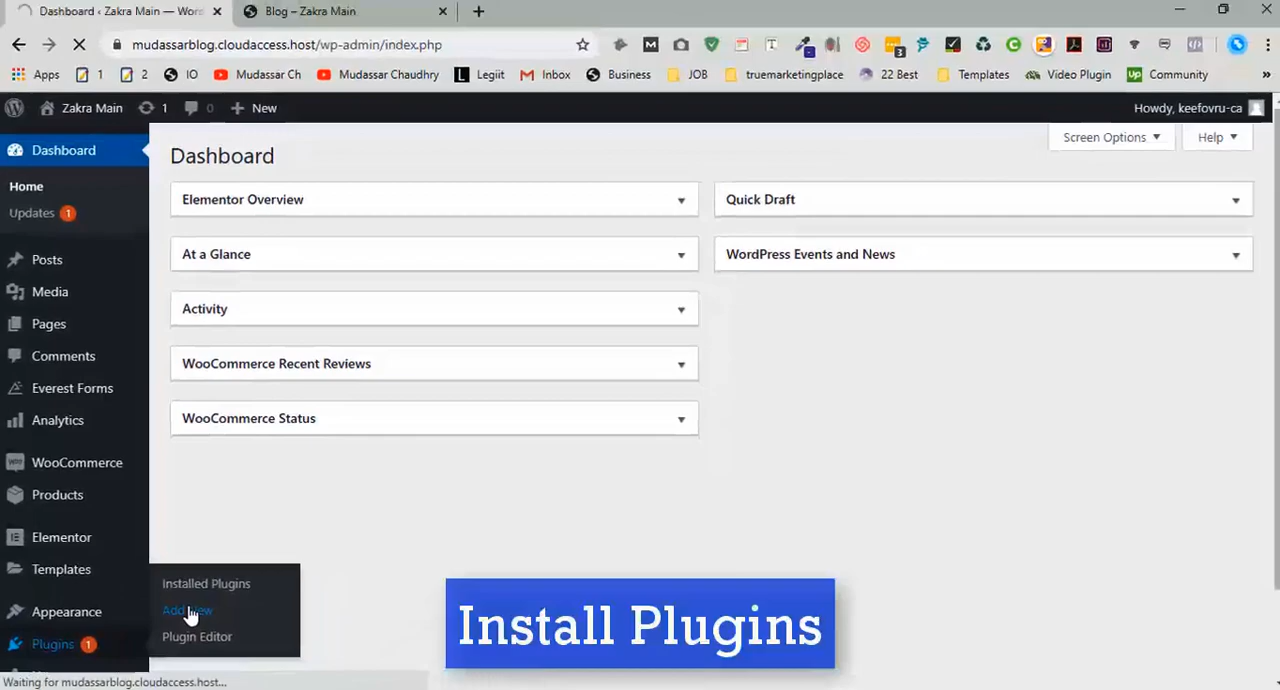 Dashboard ‹ Zakra Main — Wor
Blog – Zakra Main
mudassarblog.cloudaccess.host/wp-admin/index.php
Apps
1
2
IO
Mudassar Ch
Mudassar Chaudhry
Legiit
Inbox
Business
JOB
truemarketingplace
22 Best
Templates
Video Plugin
Community
Zakra Main
1
0
New
Howdy, keefovru-ca
Dashboard
Screen Options
Help
Home
Updates 1
Dashboard
Elementor Overview
Quick Draft
At a Glance
WordPress Events and News
Activity
WooCommerce Recent Reviews
WooCommerce Status
Posts
Media
Pages
Comments
Everest Forms
Analytics
WooCommerce
Products
Elementor
Templates
Appearance
Plugins 1
Installed Plugins
Add New
Plugin Editor
Install Plugins
Waiting for mudassarblog.cloudaccess.host...